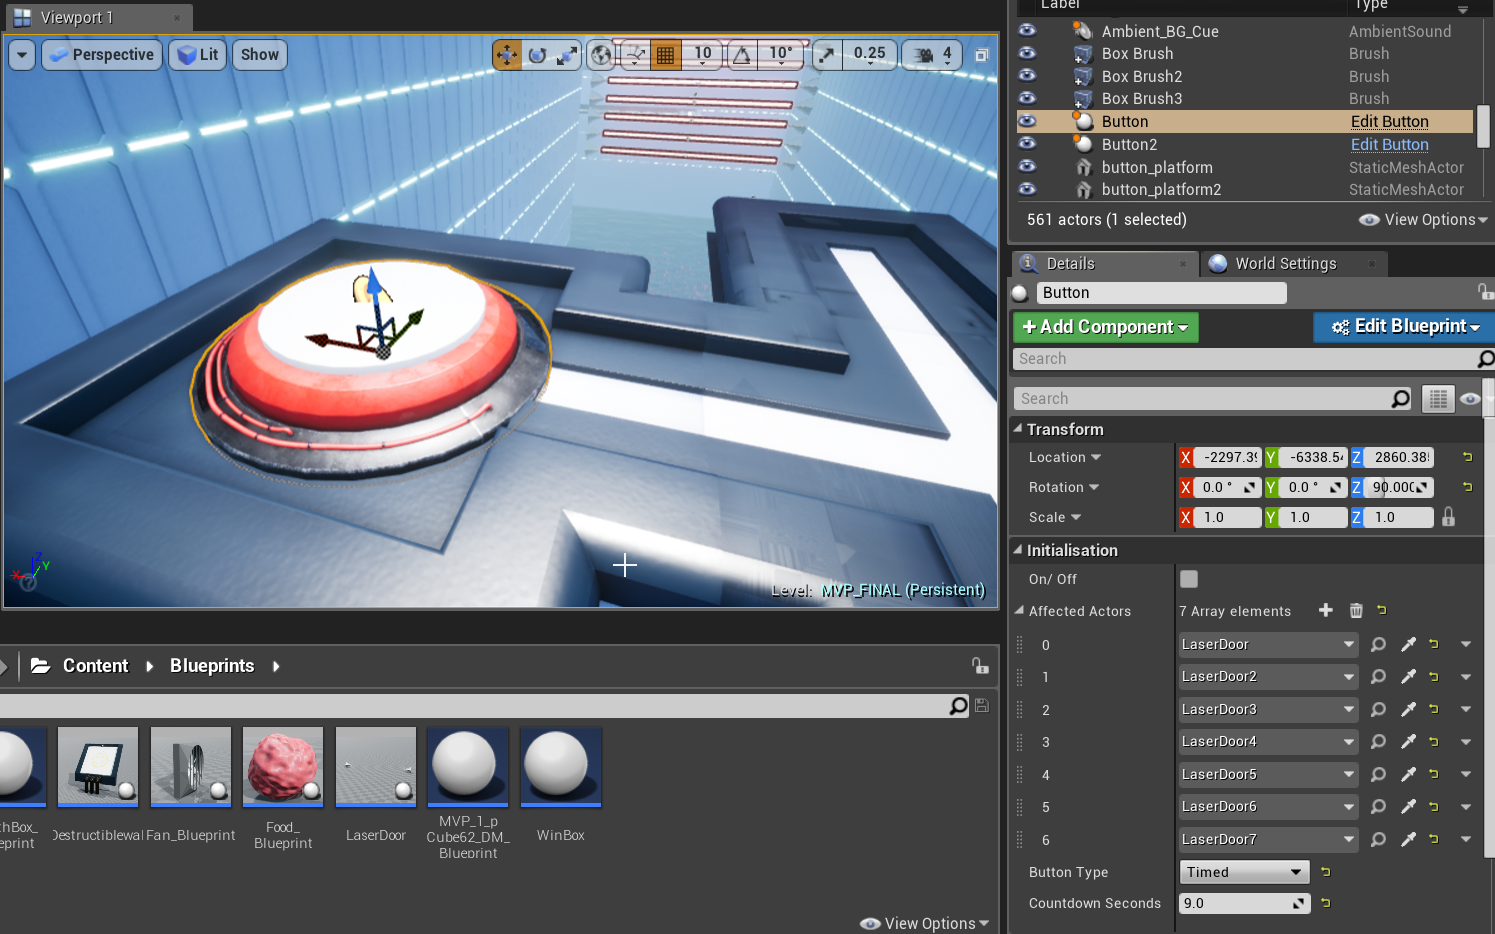 Viewport 1
Perspective
Lit
Show
10
10°
0.25
4
Level: MVP_FINAL (Persistent)
Label
Type
Ambient_BG_Cue AmbientSound
Box Brush Brush
Box Brush2 Brush
Box Brush3 Brush
Button Edit Button
Button2 Edit Button
button_platform StaticMeshActor
button_platform2 StaticMeshActor
561 actors (1 selected)
View Options
Details
World Settings
Button
+ Add Component
Edit Blueprint
Search
Search
Transform
Location X -2297.39 Y -6338.54 Z 2860.38
Rotation X 0.0 ° Y 0.0 ° Z 90.000
Scale X 1.0 Y 1.0 Z 1.0
Initialisation
On/ Off
Affected Actors 7 Array elements
0 LaserDoor
1 LaserDoor2
2 LaserDoor3
3 LaserDoor4
4 LaserDoor5
5 LaserDoor6
6 LaserDoor7
Button Type Timed
Countdown Seconds 9.0
Content
Blueprints
thBox_
eprint
Destructiblewal
Fan_Blueprint
Food_
Blueprint
LaserDoor
MVP_1_p
Cube62_DM_
Blueprint
WinBox
View Options
X
Y
Z